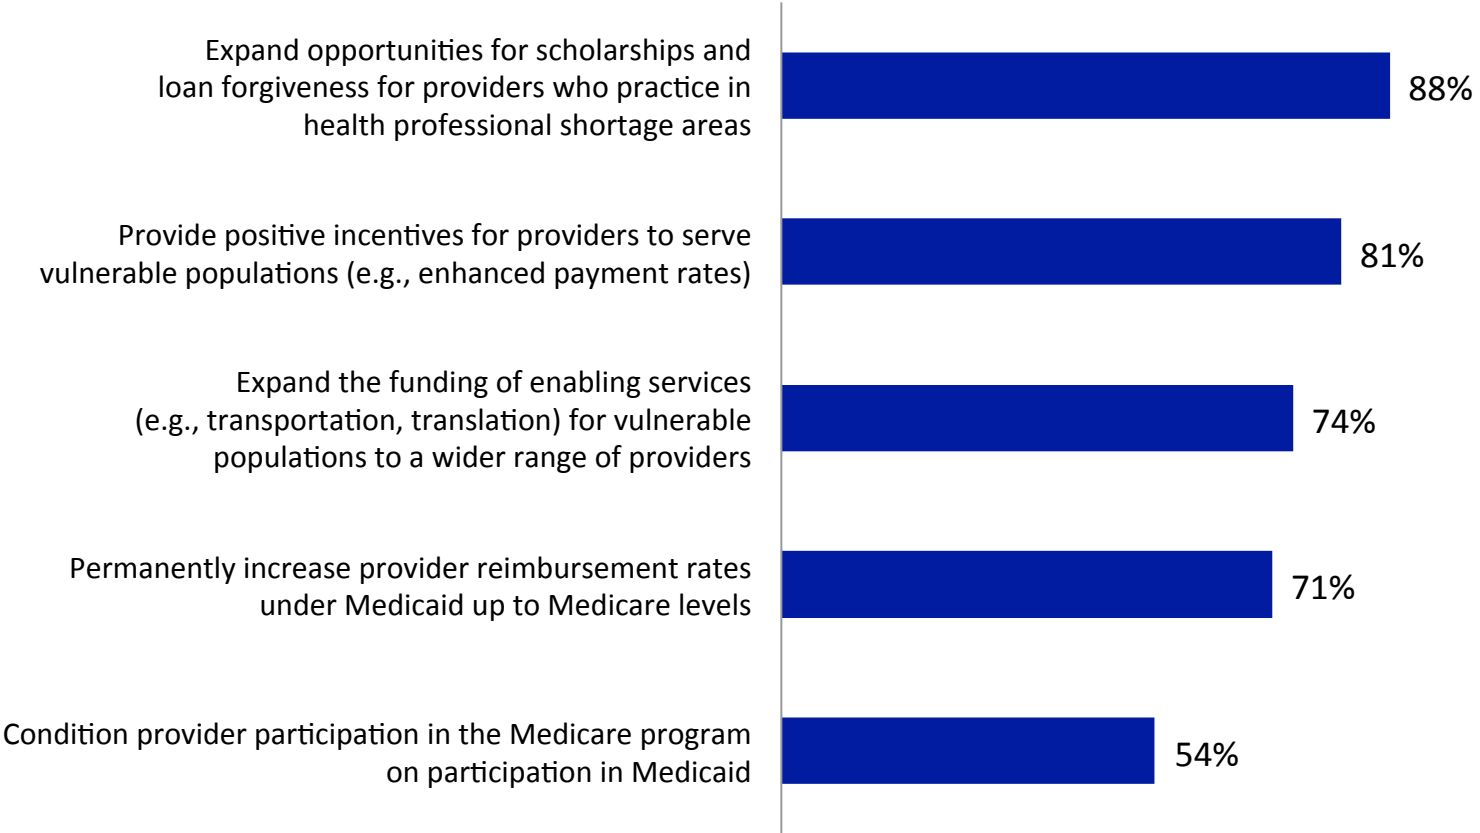 Expand opportunities for scholarships and
loan forgiveness for providers who practice in
health professional shortage areas
88%
Provide positive incentives for providers to serve
vulnerable populations (e.g., enhanced payment rates)
81%
Expand the funding of enabling services
(e.g., transportation, translation) for vulnerable
populations to a wider range of providers
74%
Permanently increase provider reimbursement rates
under Medicaid up to Medicare levels
71%
Condition provider participation in the Medicare program
on participation in Medicaid
54%